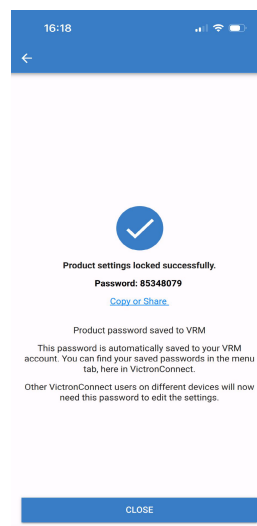 16:18
Product settings locked successfully.
Password: 85348079
Copy or Share
Product password saved to VRM
This password is automatically saved to your VRM
account. You can find your saved passwords in the menu
tab, here in VictronConnect.
Other VictronConnect users on different devices will now
need this password to edit the settings.
CLOSE